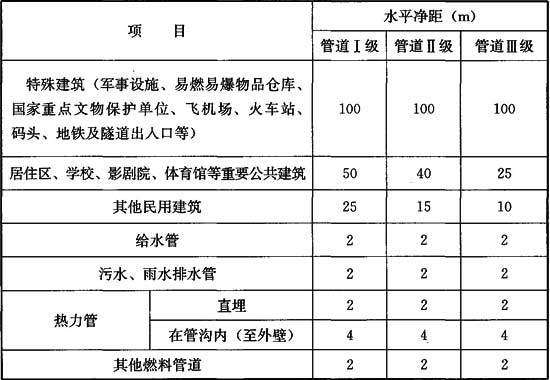 项 目 水平净距（m）
管道Ⅰ级 管道Ⅱ级 管道Ⅲ级
特殊建筑（军事设施、易燃易爆物品仓库、
国家重点文物保护单位、飞机场、火车站、
码头、地铁及隧道出入口等） 100 100 100
居住区、学校、影剧院、体育馆等重要公共建筑 50 40 25
其他民用建筑 25 15 10
给水管 2 2 2
污水、雨水排水管 2 2 2
热力管 直埋 2 2 2
在管沟内（至外壁） 4 4 4
其他燃料管道 2 2 2